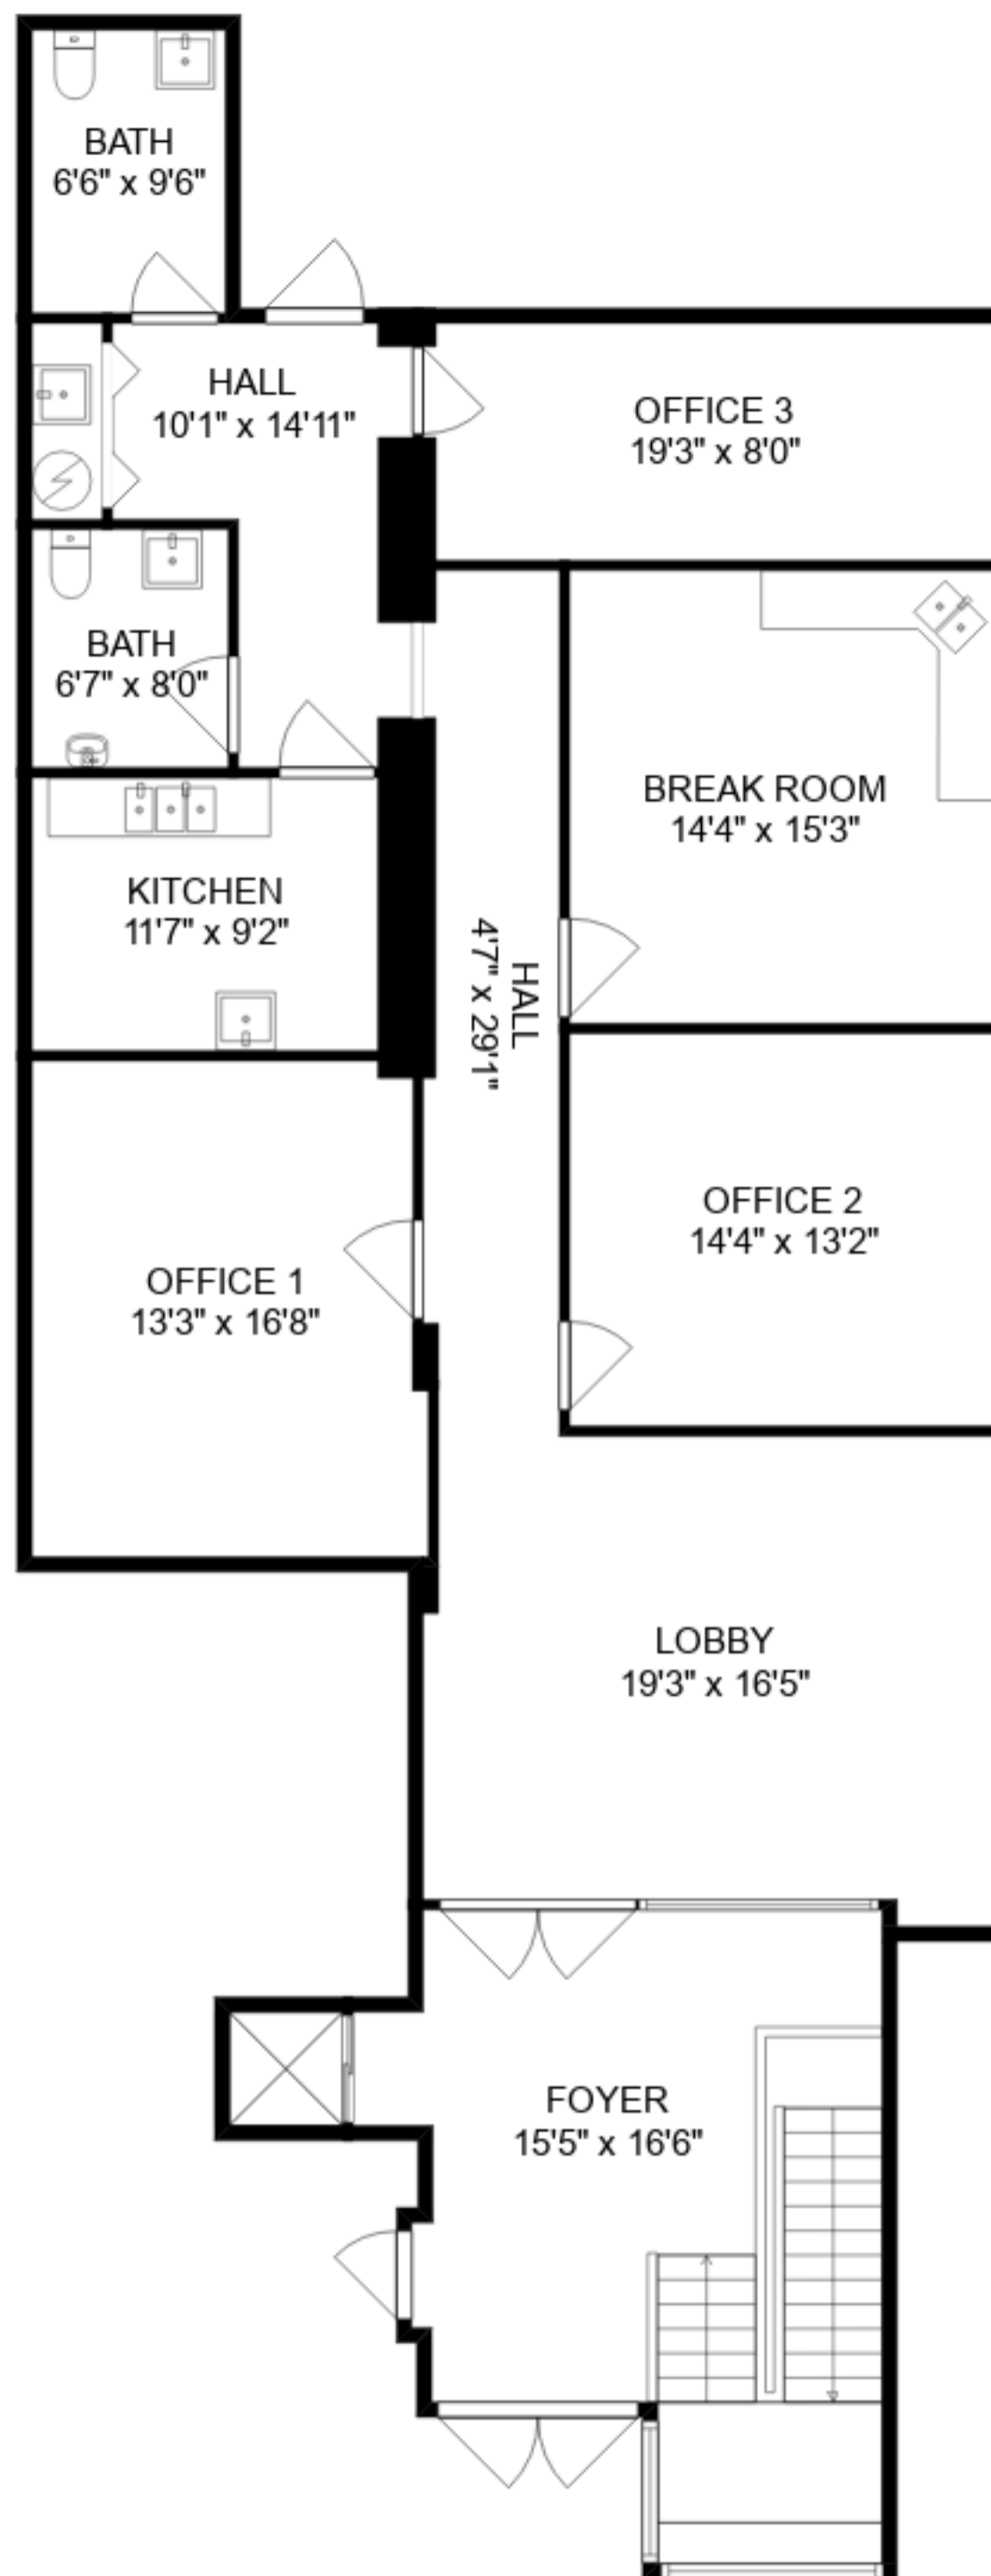 BATH
6'6" x 9'6"
HALL
10'1" x 14'11"
OFFICE 3
19'3" x 8'0"
BATH
6'7" x 8'0"
BREAK ROOM
14'4" x 15'3"
KITCHEN
11'7" x 9'2"
HALL
4'7" x 29'1"
OFFICE 2
14'4" x 13'2"
OFFICE 1
13'3" x 16'8"
LOBBY
19'3" x 16'5"
FOYER
15'5" x 16'6"